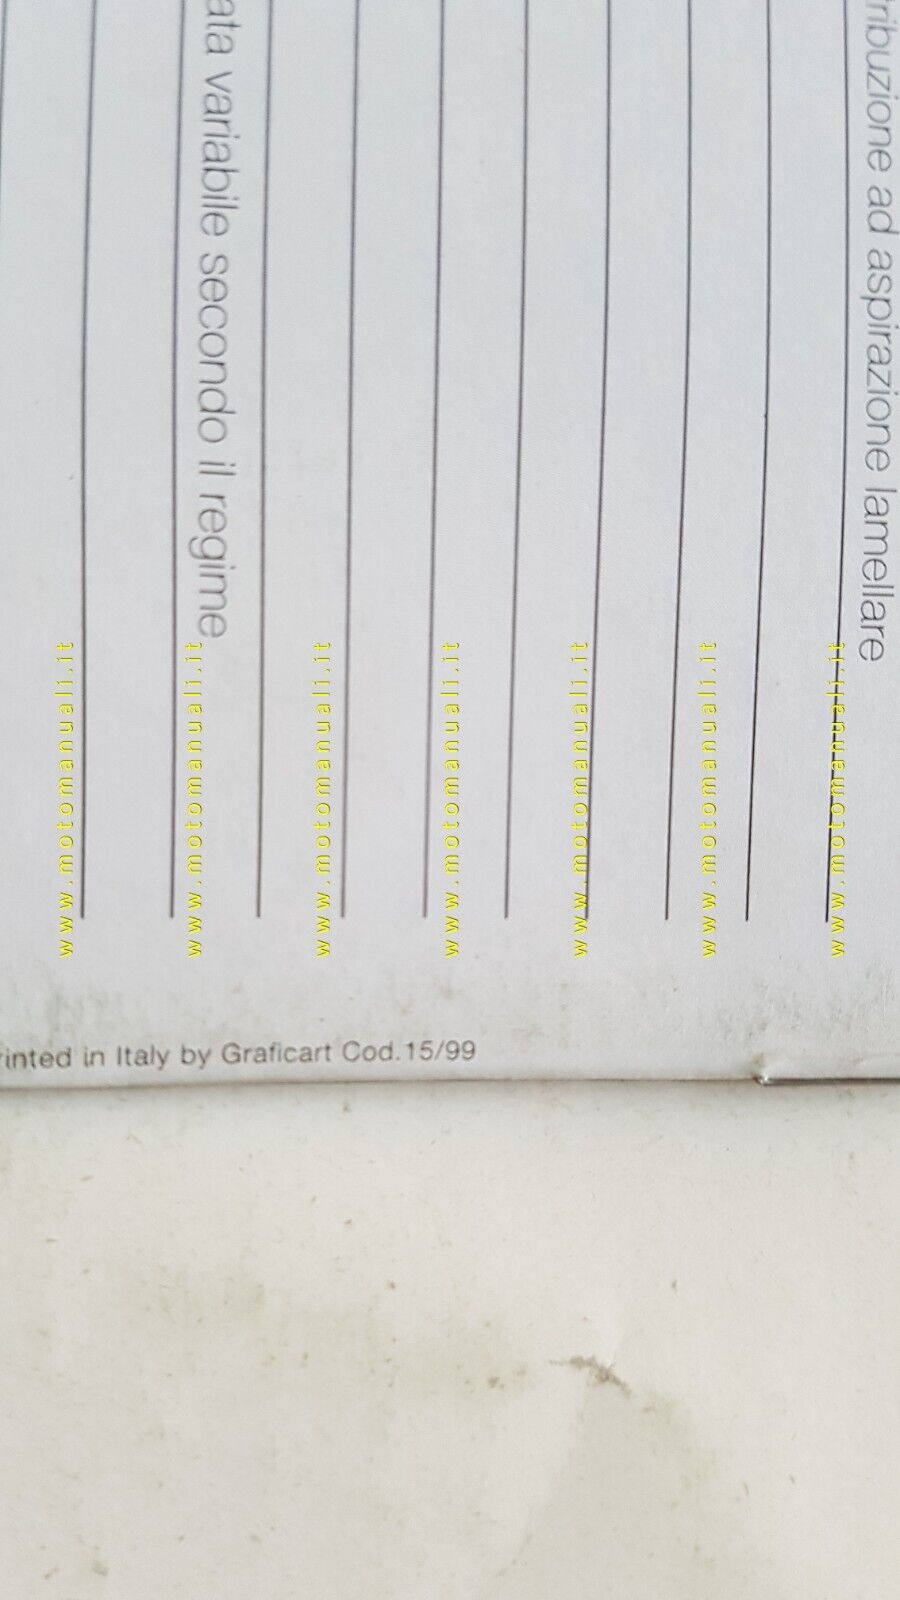 tribuzione ad aspirazione lamellare
ata variabile secondo il regime
rinted in Italy by Graficart Cod.15/99
www.motomanuali.it
www.motomanuali.it
www.motomanuali.it
www.motomanuali.it
www.motomanuali.it
www.motomanuali.it
www.motomanuali.it